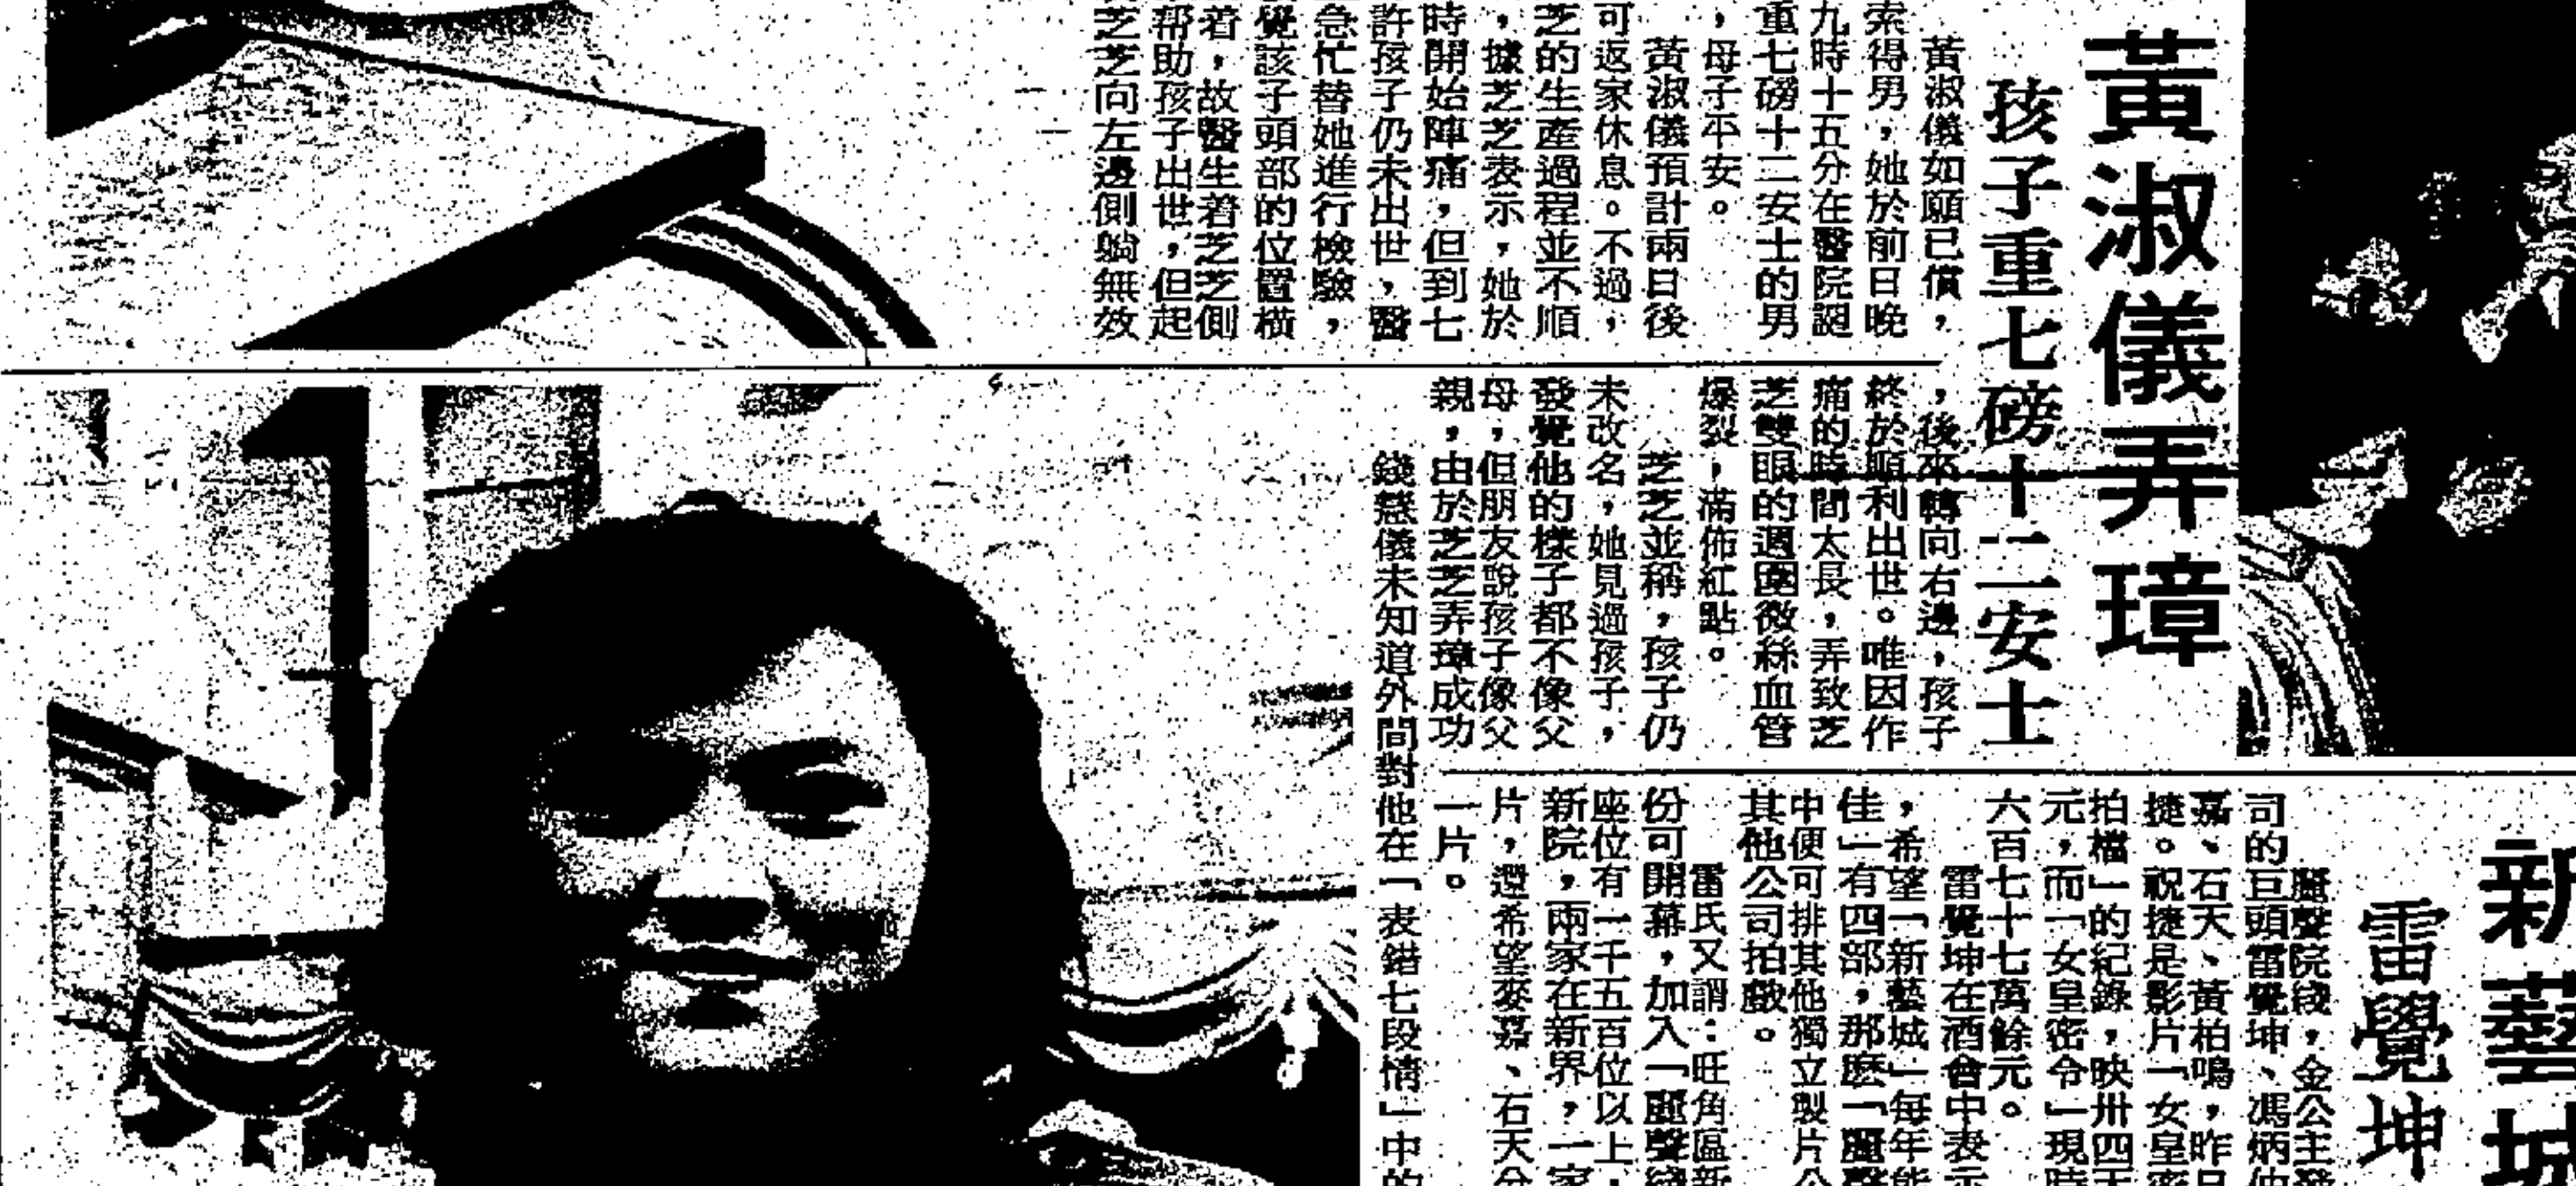 黃淑儀弄璋
孩子重七磅十二安士
黃淑儀如願已償，
索得男，她於前日晚
九時十五分在醫院誕
重七磅十二安士的男
，母子平安。
黃淑儀預計兩日後
可返家休息。不過，
芝的生產過程並不順
，據芝芝表示，她於
時開始陣痛，但到七
許孩子仍未出世，醫
急忙替她進行檢驗，
覺該子頭部的位置橫
着，故醫生着芝芝側
帮助孩子出世，但起
芝芝向左邊側躺無效
，後來轉向右邊，孩子
終於順利出世。唯因作
痛的時間太長，弄致芝
芝雙眼的週圍微絲血管
爆裂，滿佈紅點。
芝芝並稱，孩子仍
未改名，她見過孩子，
發覺他的樣子都不像父
母，但朋友說孩子像父
親，由於芝芝弄璋成功
錢慧儀未知道外間對他在「表錯七段情」中的
新藝城
雷覺坤
麗聲院綫，金公主發
司的巨頭雷覺坤、馮炳仲
嘉、石天、黃柏鳴，昨日
捷。祝捷是影片「女皇密
拍檔」的紀錄，映卅四天
元，而「女皇密令」現時
六百七十七萬餘元。
雷覺坤在酒會中表示
，希望「新藝城」每年能
佳」有四部，那麽「麗聲
中便可排其他獨立製片公
其他公司拍戲。
雷氏又謂：旺角區新
份可開幕，加入「麗聲綫
座位有一千五百位以上，
新院，兩家在新界，一家
片，還希望麥嘉、石天分
一片。